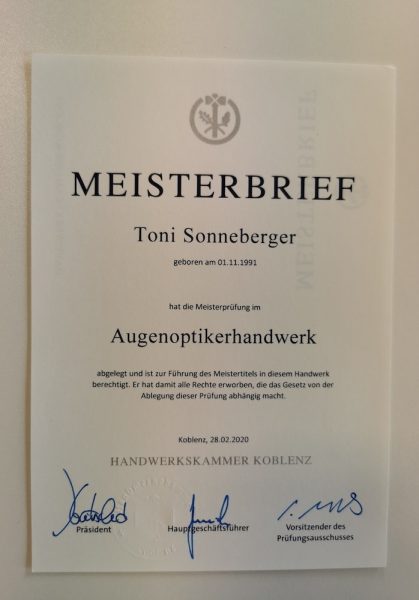 MEISTERBRIEF
Toni Sonneberger
geboren am 01.11.1991
hat die Meisterprüfung im
Augenoptikerhandwerk
abgelegt und ist zur Führung des Meistertitels in diesem Handwerk
berechtigt. Er hat damit alle Rechte erworben, die das Gesetz von der
Ablegung dieser Prüfung abhängig macht.
Koblenz, 28.02.2020
HANDWERKSKAMMER KOBLENZ
Präsident
Hauptgeschäftsführer
Vorsitzender des
Prüfungsausschusses